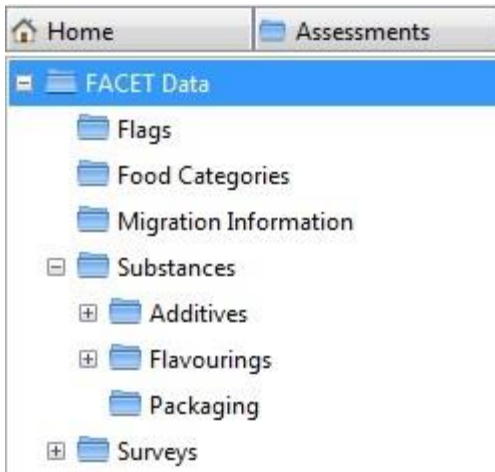 Home Assessments
FACET Data
Flags
Food Categories
Migration Information
Substances
Additives
Flavourings
Packaging
Surveys